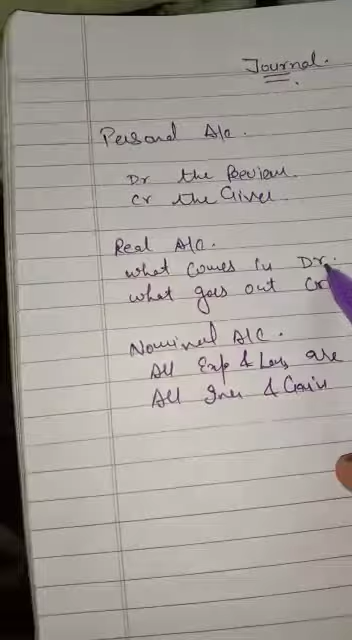 Journal.
Personal A/c.
Dr the Reviever
Cr the Giver.
Real A/C.
what comes in Dr.
what goes out Cr
Nominal A/C.
All Exp & Loss are
All Inc & Gain